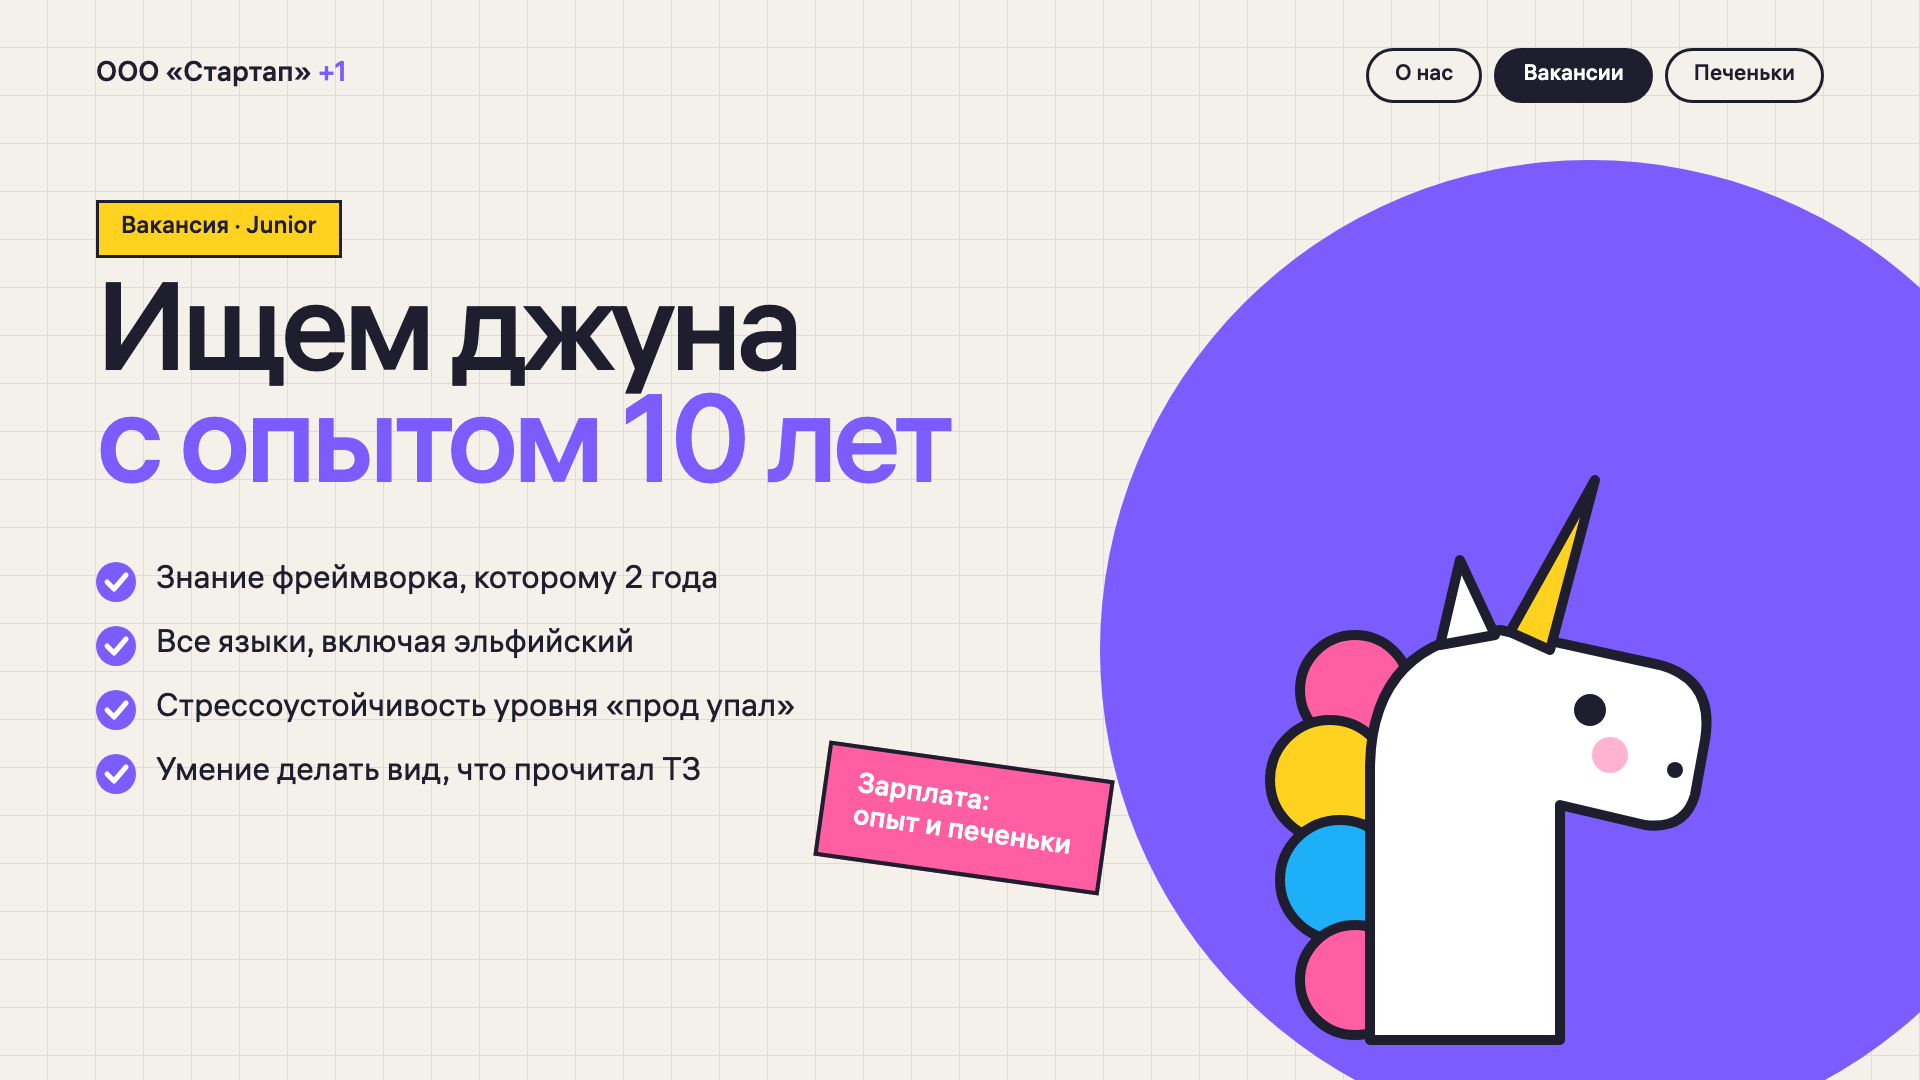 ООО «Стартап» +1
О нас
Вакансии
Печеньки
Вакансия · Junior
Ищем джуна
с опытом 10 лет
Знание фреймворка, которому 2 года
Все языки, включая эльфийский
Стрессоустойчивость уровня «прод упал»
Умение делать вид, что прочитал ТЗ
Зарплата:
опыт и печеньки